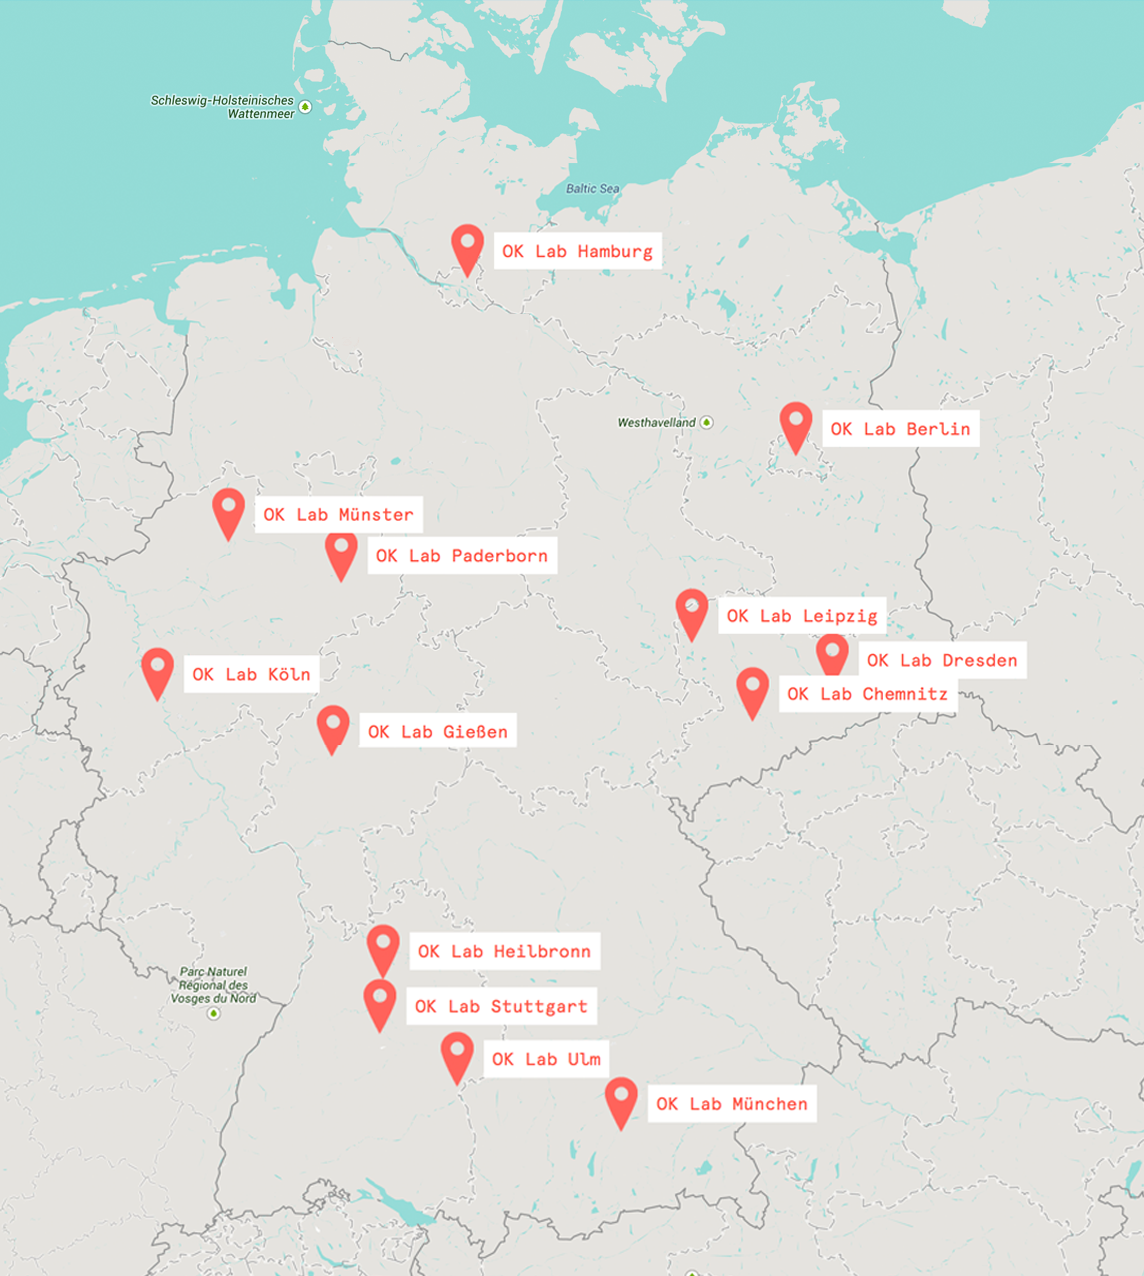 Schleswig-Holsteinisches
Wattenmeer
Baltic Sea
OK Lab Hamburg
Westhavelland
OK Lab Berlin
OK Lab Münster
OK Lab Paderborn
OK Lab Leipzig
OK Lab Dresden
OK Lab Köln
OK Lab Chemnitz
OK Lab Gießen
OK Lab Heilbronn
Parc Naturel
Régional des
Vosges du Nord
OK Lab Stuttgart
OK Lab Ulm
OK Lab München